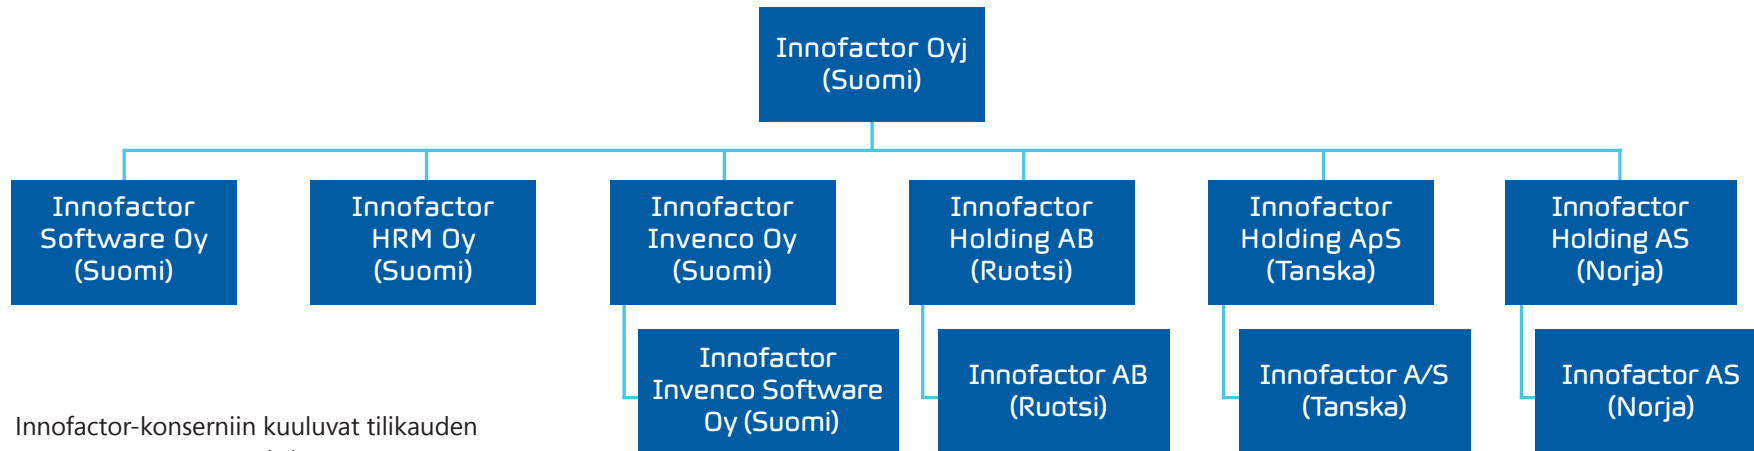 Innofactor Oyj
(Suomi)
Innofactor
Software Oy
(Suomi)
Innofactor
HRM Oy
(Suomi)
Innofactor
Invenco Oy
(Suomi)
Innofactor
Holding AB
(Ruotsi)
Innofactor
Holding ApS
(Tanska)
Innofactor
Holding AS
(Norja)
Innofactor
Invenco Software
Oy (Suomi)
Innofactor AB
(Ruotsi)
Innofactor A/S
(Tanska)
Innofactor AS
(Norja)
Innofactor-konserniin kuuluvat tilikauden